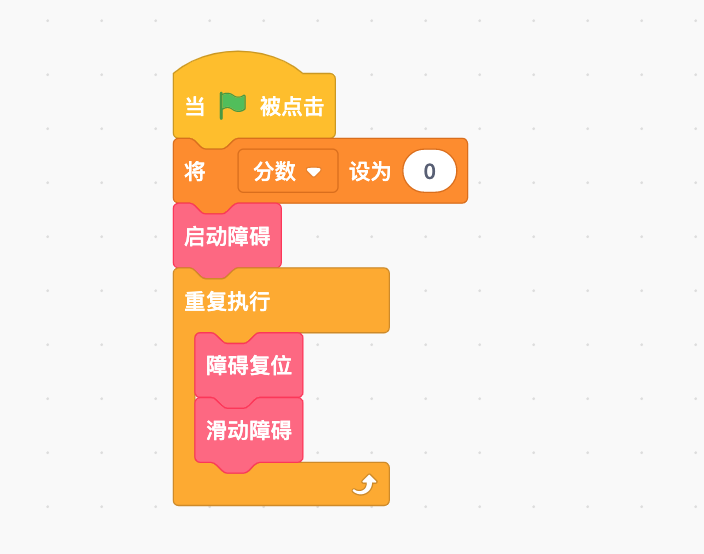 当 被点击
将 分数 设为 0
启动障碍
重复执行
障碍复位
滑动障碍